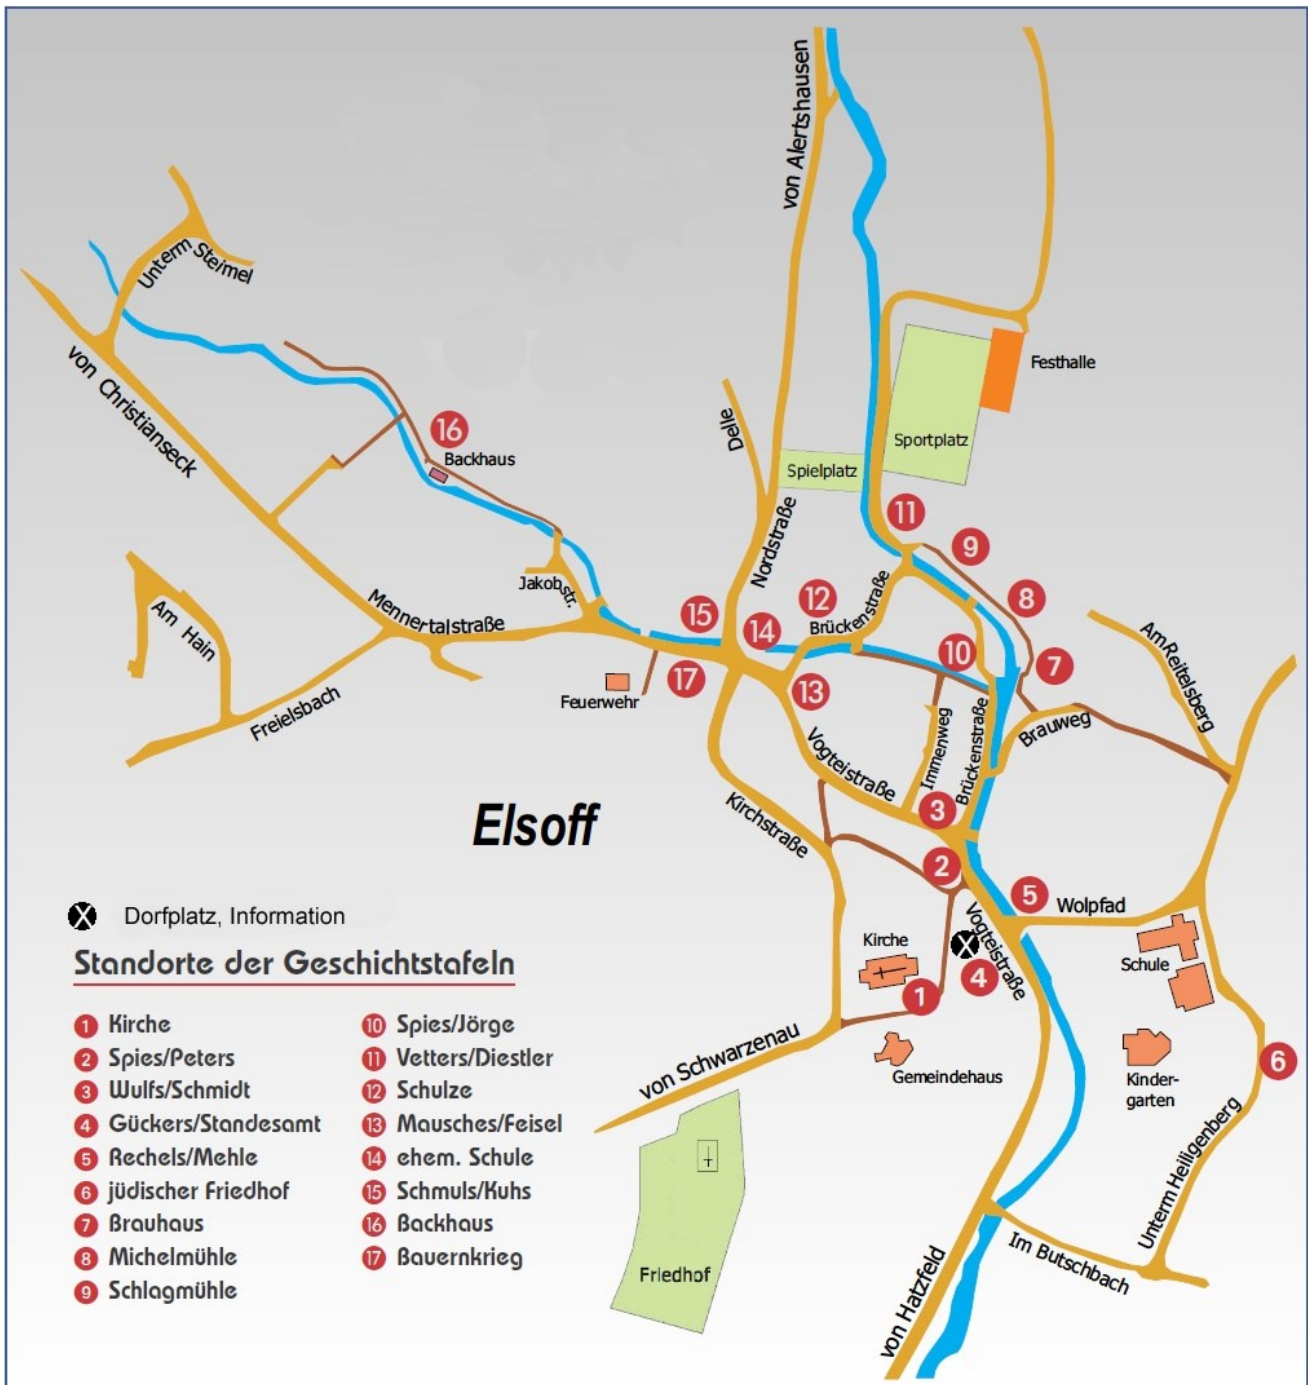 von Alertshausen
Unterm Steimel
von Christianseck
Festhalle
Delle
Sportplatz
16
Backhaus
Spielplatz
11
Nordstraße
9
Jakobstr.
Am Hain
Mennertalstraße
15
12
Brückenstraße
8
14
10
Am Reitelsberg
7
17
Feuerwehr
13
Freielsbach
Brauweg
Immenweg
Brückenstraße
Vogteistraße
3
Kirchstraße
Elsoff
2
5
Wolpfad
X Dorfplatz, Information
Kirche
X
Vogteistraße
4
Schule
1
Standorte der Geschichtstafeln
von Schwarzenau
Gemeindehaus
Kinder-
garten
6
Unterm Heiligenberg
Friedhof
Im Butschbach
von Hatzfeld
1 Kirche
2 Spies/Peters
3 Wulfs/Schmidt
4 Gückers/Standesamt
5 Rechels/Mehle
6 jüdischer Friedhof
7 Brauhaus
8 Michelmühle
9 Schlagmühle
10 Spies/Jörge
11 Vetters/Diestler
12 Schulze
13 Mausches/Feisel
14 ehem. Schule
15 Schmuls/Kuhs
16 Backhaus
17 Bauernkrieg